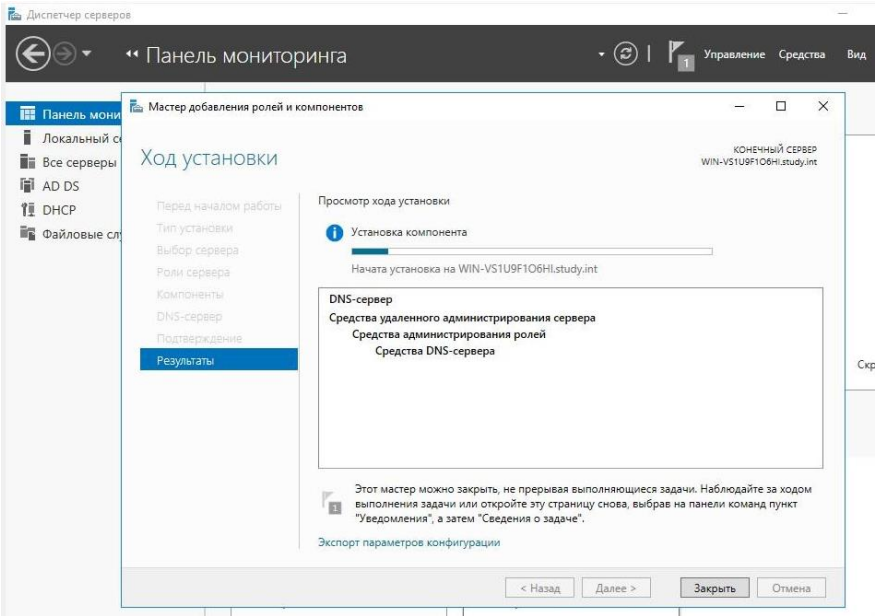 Диспетчер серверов
Панель мониторинга
1
Управление Средства Вид
Панель мони
Локальный се
Все серверы
AD DS
DHCP
Файловые слу
Мастер добавления ролей и компонентов
Ход установки
КОНЕЧНЫЙ СЕРВЕР
WIN-VS1U9F1O6HI.study.int
Перед началом работы
Тип установки
Выбор сервера
Роли сервера
Компоненты
DNS-сервер
Подтверждение
Результаты
Просмотр хода установки
Установка компонента
Начата установка на WIN-VS1U9F1O6HI.study.int
DNS-сервер
Средства удаленного администрирования сервера
Средства администрирования ролей
Средства DNS-сервера
1
Этот мастер можно закрыть, не прерывая выполняющиеся задачи. Наблюдайте за ходом
выполнения задачи или откройте эту страницу снова, выбрав на панели команд пункт
"Уведомления", а затем "Сведения о задаче".
Экспорт параметров конфигурации
< Назад Далее > Закрыть Отмена
Скр